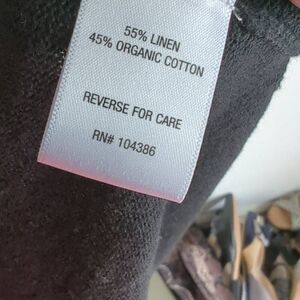 55% LINEN
45% ORGANIC COTTON
REVERSE FOR CARE
RN# 104386